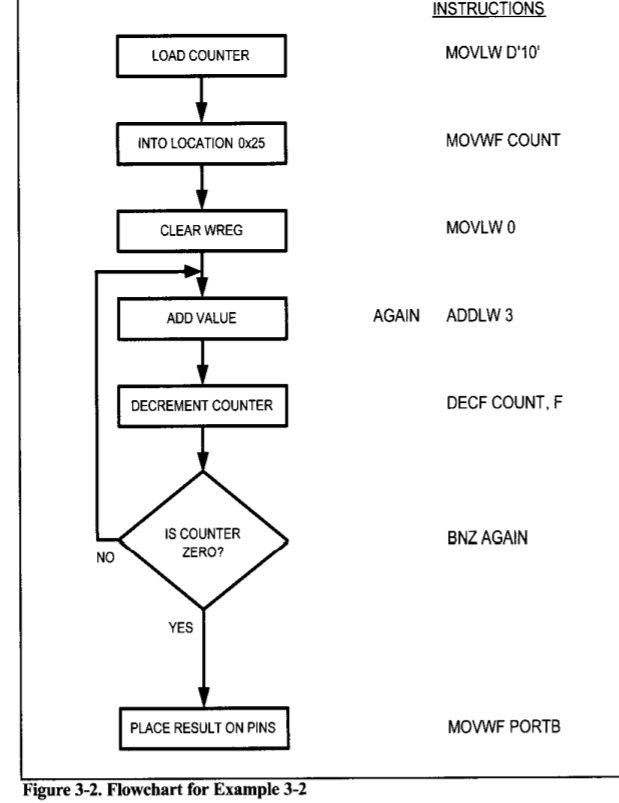 INSTRUCTIONS
LOAD COUNTER MOVLW D'10'
INTO LOCATION 0x25 MOVWF COUNT
CLEAR WREG MOVLW 0
ADD VALUE AGAIN ADDLW 3
DECREMENT COUNTER DECF COUNT, F
IS COUNTER
ZERO?
BNZ AGAIN
NO
YES
PLACE RESULT ON PINS MOVWF PORTB
Figure 3-2. Flowchart for Example 3-2